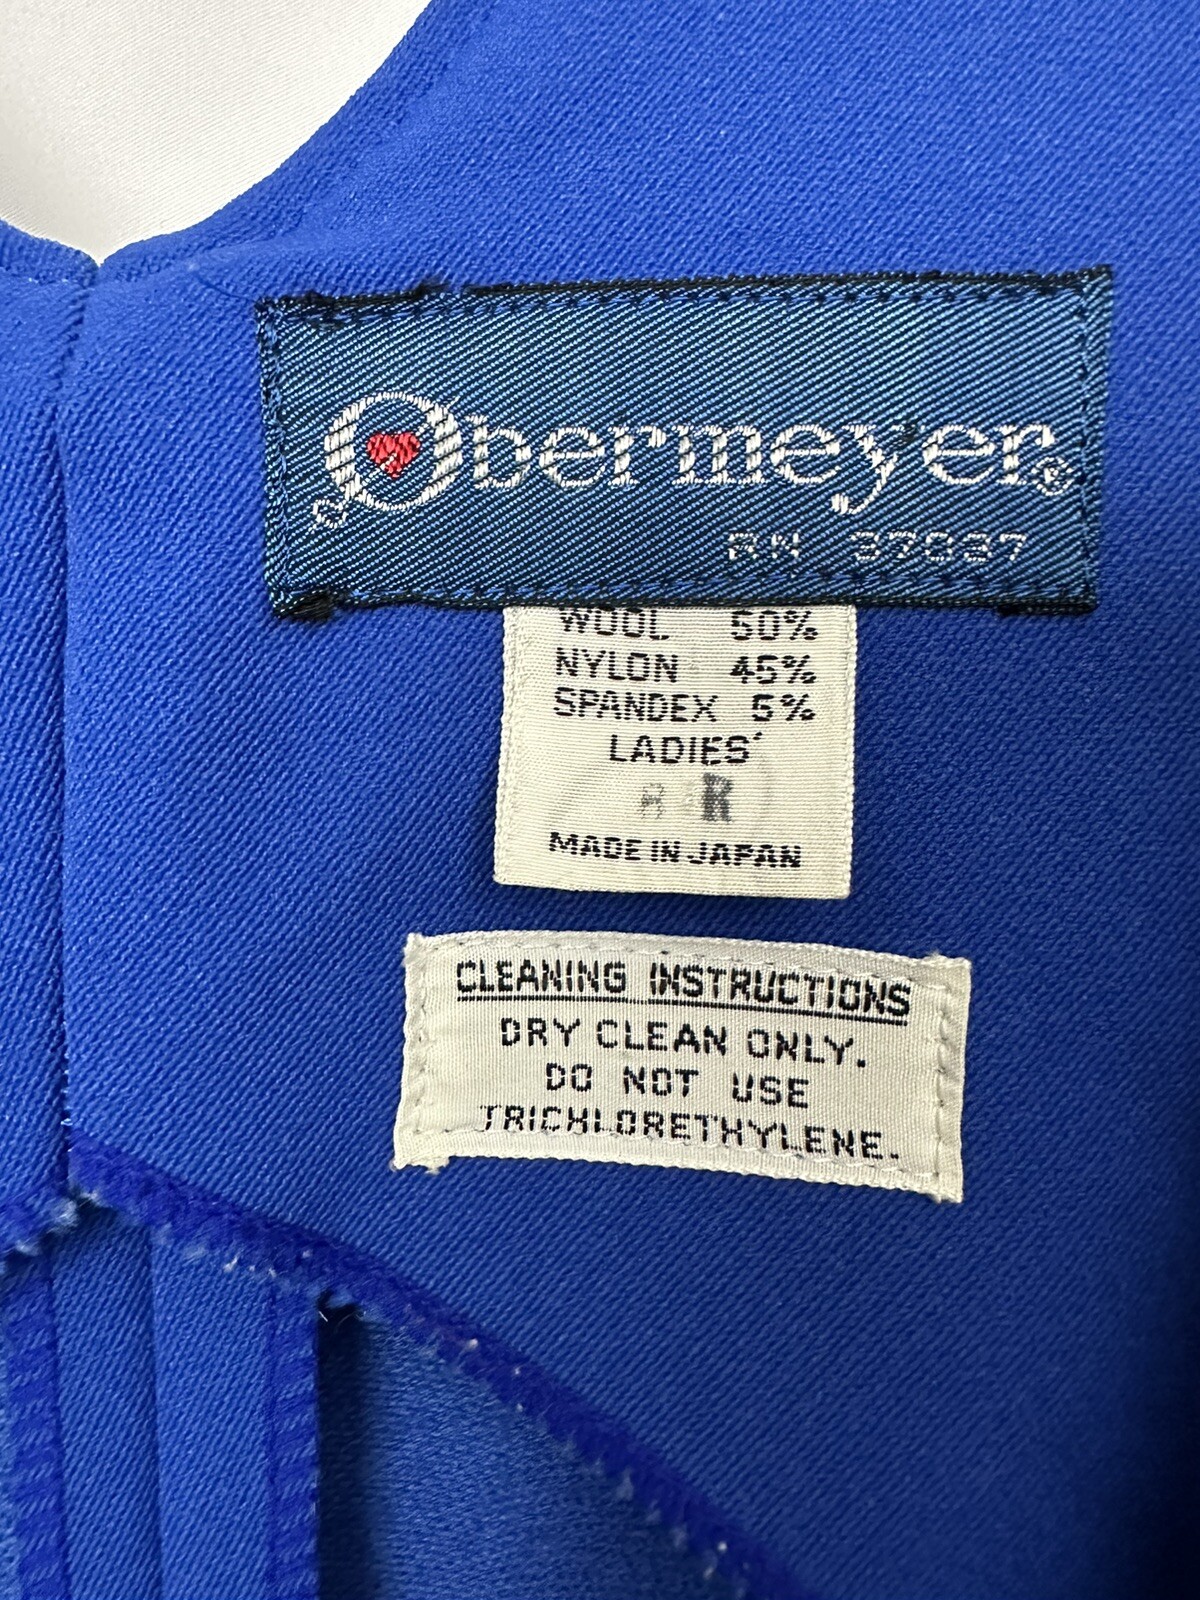 Obermeyer®
RN 37037
WOOL 50%
NYLON 45%
SPANDEX 5%
LADIES'
R
MADE IN JAPAN
CLEANING INSTRUCTIONS
DRY CLEAN ONLY.
DO NOT USE
TRICHLORETHYLENE.